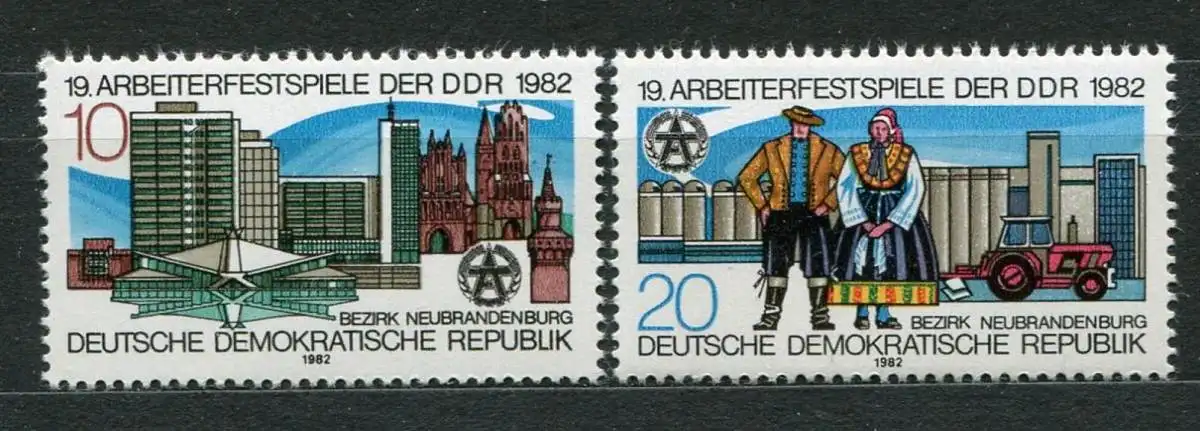 19. ARBEITERFESTSPIELE DER DDR 1982
10
BEZIRK NEUBRANDENBURG
DEUTSCHE DEMOKRATISCHE REPUBLIK
1982
19. ARBEITERFESTSPIELE DER DDR 1982
20
BEZIRK NEUBRANDENBURG
DEUTSCHE DEMOKRATISCHE REPUBLIK
1982